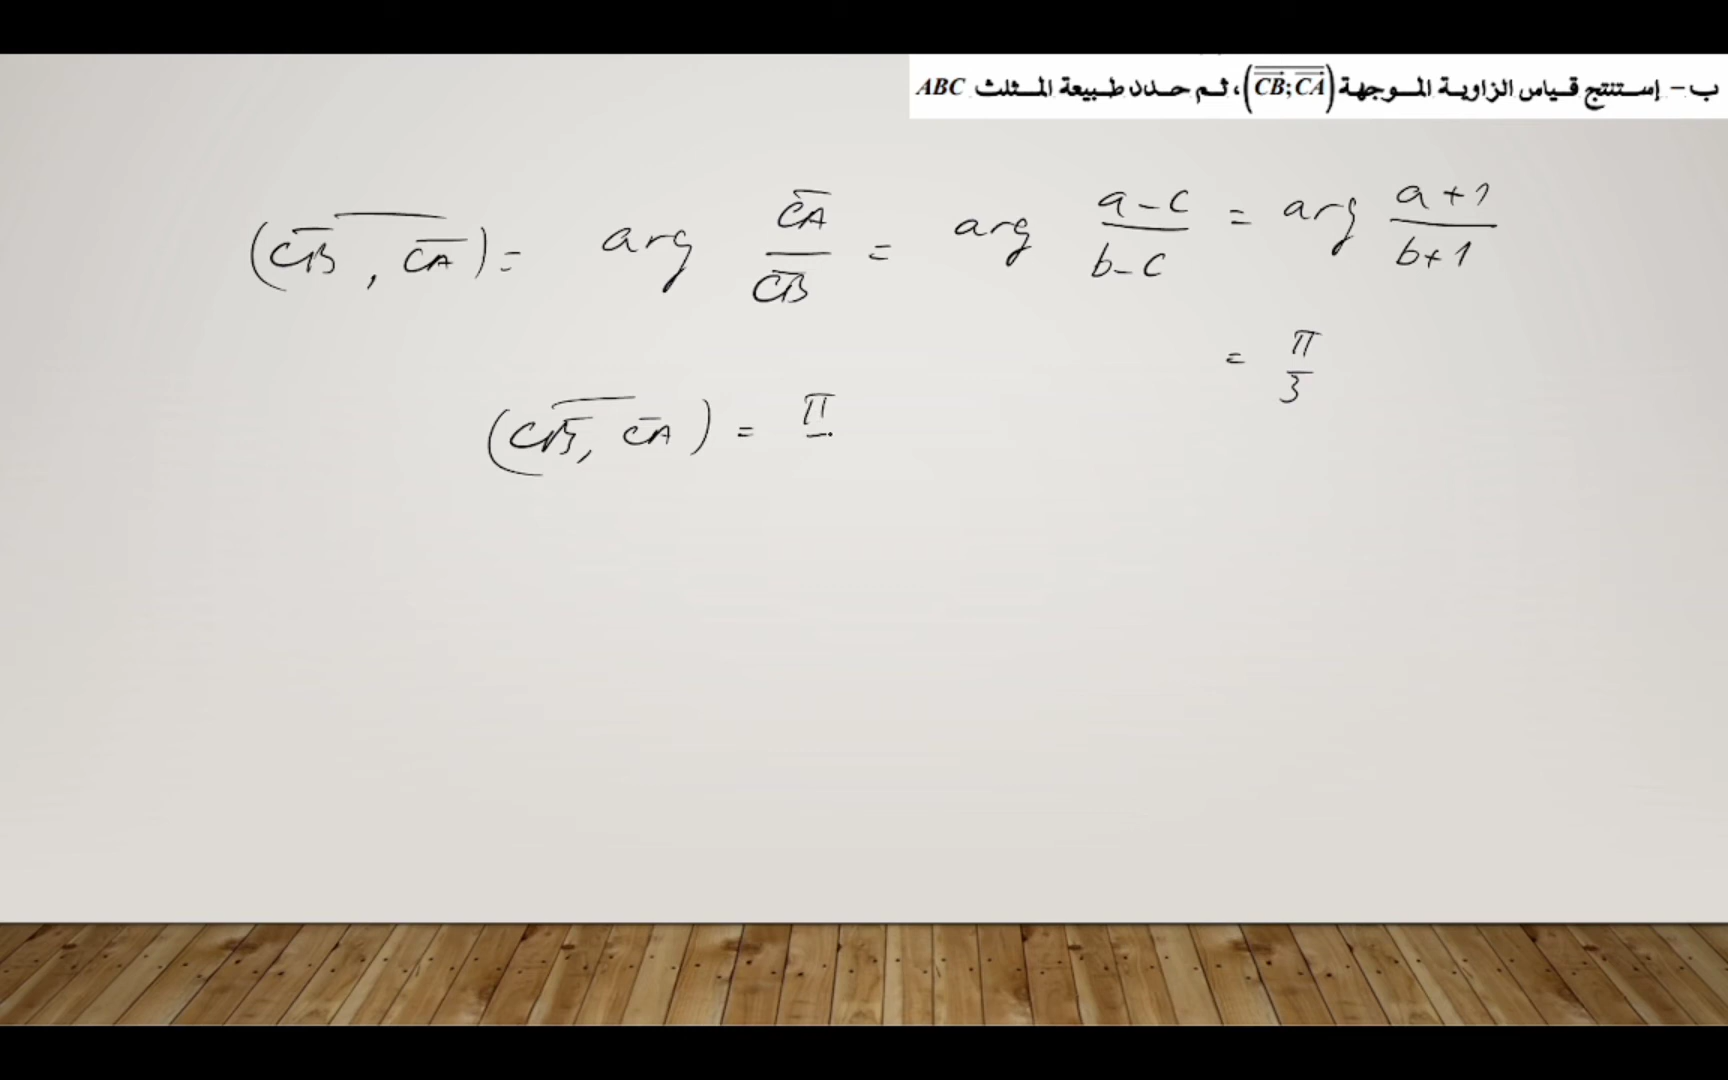 ب – إستنتج قياس الزاوية الموجهة (CB;CA)، ثم حدد طبيعة المثلث ABC
(CB, CA) = arg CA/CB = arg a-c/b-c = arg a+1/b+1
= π/3
(CB, CA) = π